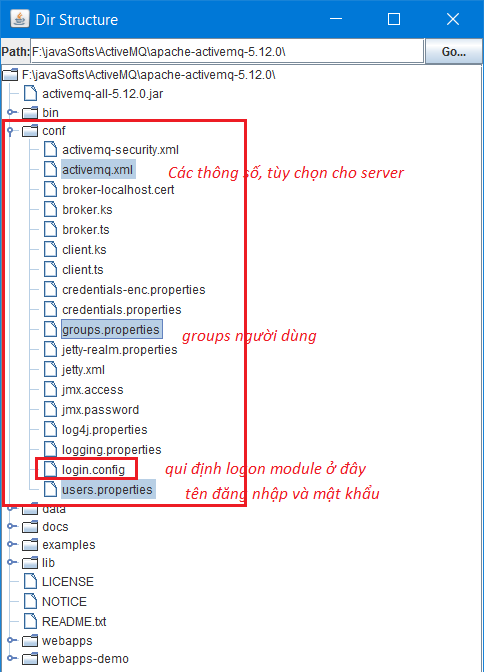 Dir Structure
Path: F:\javaSofts\ActiveMQ\apache-activemq-5.12.0\ Go...
F:\javaSofts\ActiveMQ\apache-activemq-5.12.0\
activemq-all-5.12.0.jar
bin
conf
activemq-security.xml
activemq.xml Các thông số, tùy chọn cho server
broker-localhost.cert
broker.ks
broker.ts
client.ks
client.ts
credentials-enc.properties
credentials.properties
groups.properties groups người dùng
jetty-realm.properties
jetty.xml
jmx.access
jmx.password
log4j.properties
logging.properties
login.config qui định logon module ở đây
users.properties tên đăng nhập và mật khẩu
data
docs
examples
lib
LICENSE
NOTICE
README.txt
webapps
webapps-demo